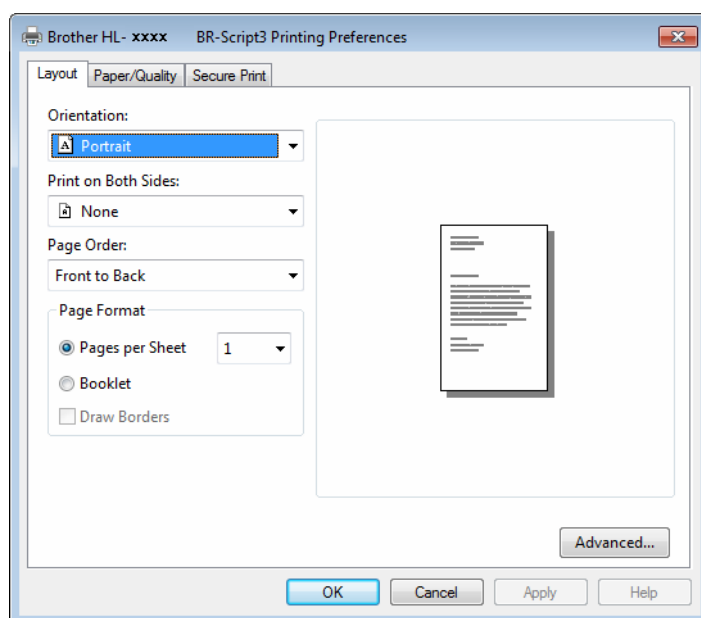 Brother HL- xxxx BR-Script3 Printing Preferences
Layout Paper/Quality Secure Print
Orientation:
A Portrait
Print on Both Sides:
None
Page Order:
Front to Back
Page Format
Pages per Sheet 1
Booklet
Draw Borders
Advanced...
OK Cancel Apply Help